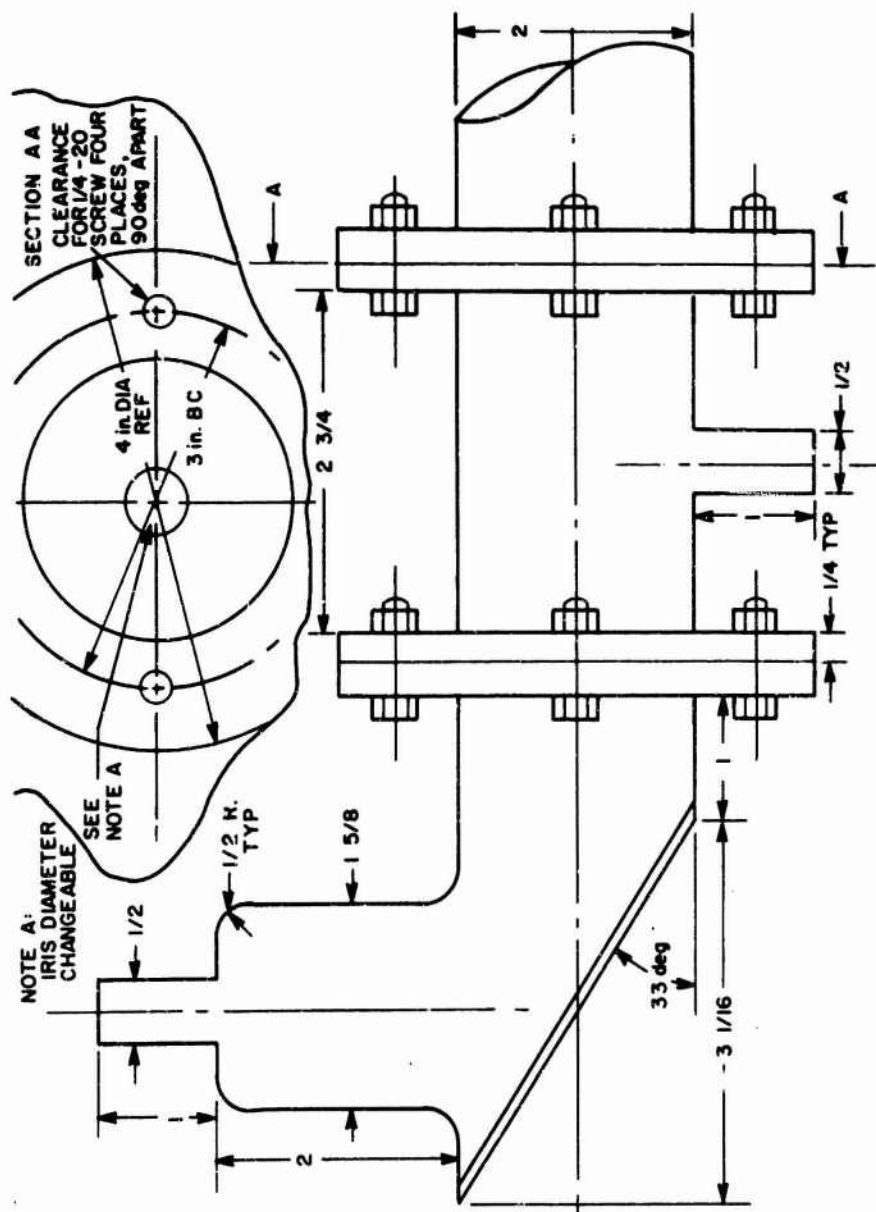 SECTION A A
CLEARANCE
FOR 1/4 - 20
SCREW FOUR
PLACES,
90 deg APART
4 in. DIA
REF
3 in. BC
SEE
NOTE A
NOTE A:
IRIS DIAMETER
CHANGEABLE
1/2
1
2
1/2 R.
TYP
1 5/8
2 3/4
A
A
2
1/2
1
1/4 TYP
1
33 deg
3 1/16